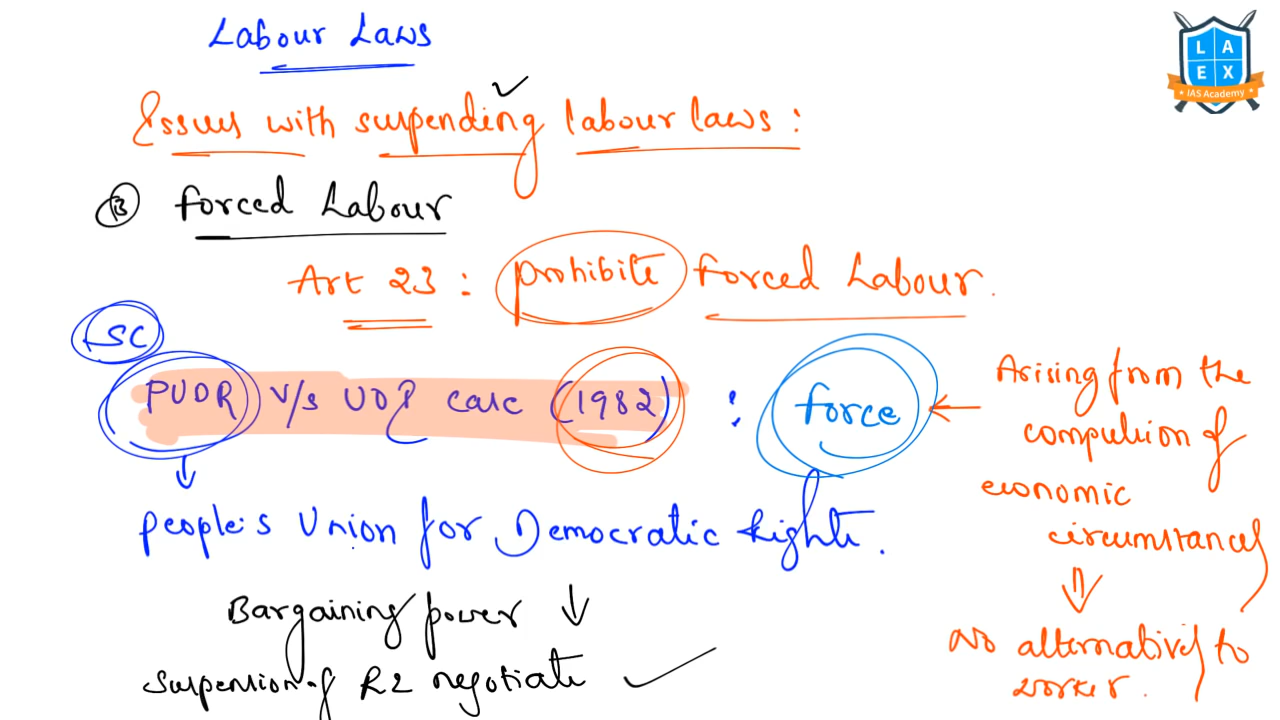 Labour Laws
L A
E X
IAS Academy
Issues with suspending labour laws :
B Forced Labour
Art 23 : prohibite Forced Labour.
SC
PUDR V/s UOI case (1982) : force
Arising from the
compulsion of
economic
circumstances
No alternatives to
worker.
People's Union for Democratic Rights.
Bargaining power ↓
Suspension of R2 negotiate